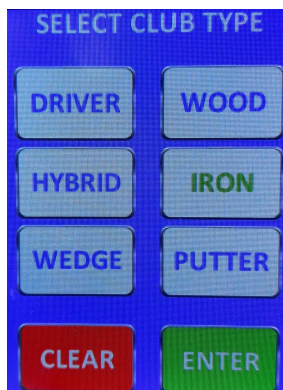 SELECT CLUB TYPE
DRIVER WOOD
HYBRID IRON
WEDGE PUTTER
CLEAR ENTER